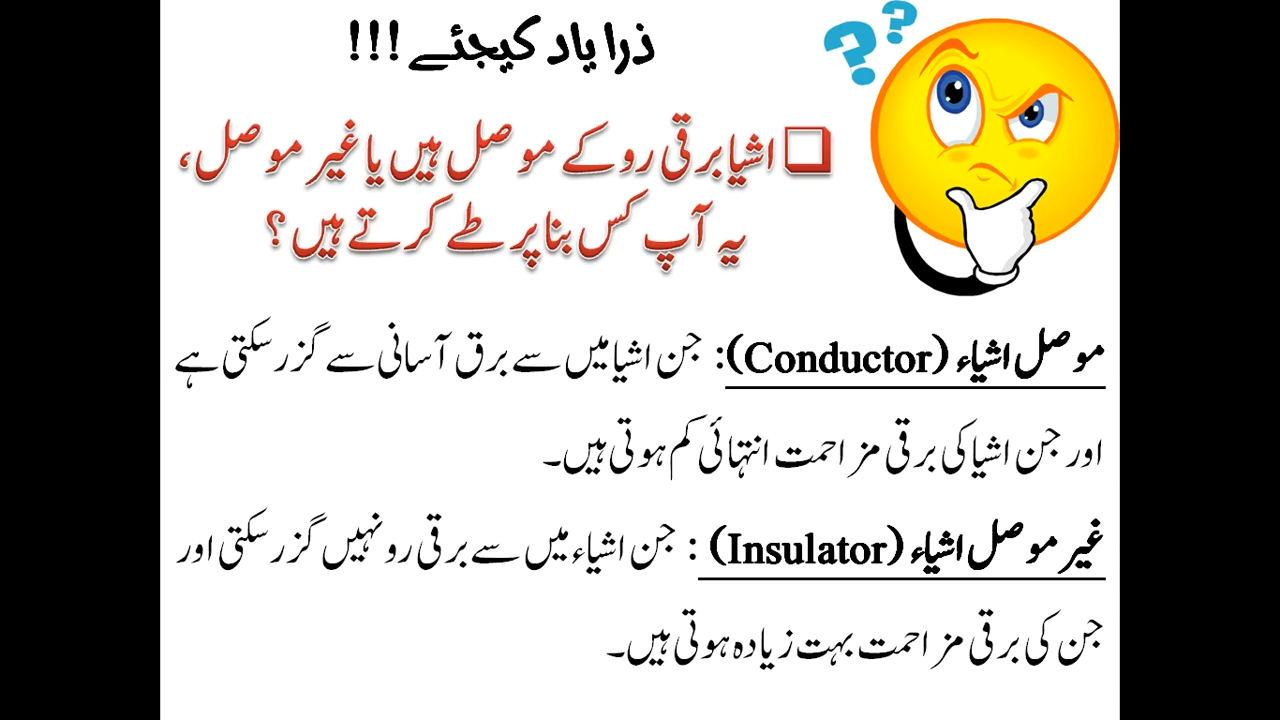 ذرا یاد کیجئے !!!
اشیا برقی رو کے موصل ہیں یا غیر موصل،
یہ آپ کس بنا پر طے کرتے ہیں؟
? ?
موصل اشیاء (Conductor): جن اشیا میں سے برق آسانی سے گزر سکتی ہے
اور جن اشیا کی برقی مزاحمت انتہائی کم ہوتی ہیں۔
غیر موصل اشیاء (Insulator) : جن اشیاء میں سے برقی رو نہیں گزر سکتی اور
جن کی برقی مزاحمت بہت زیادہ ہوتی ہیں۔